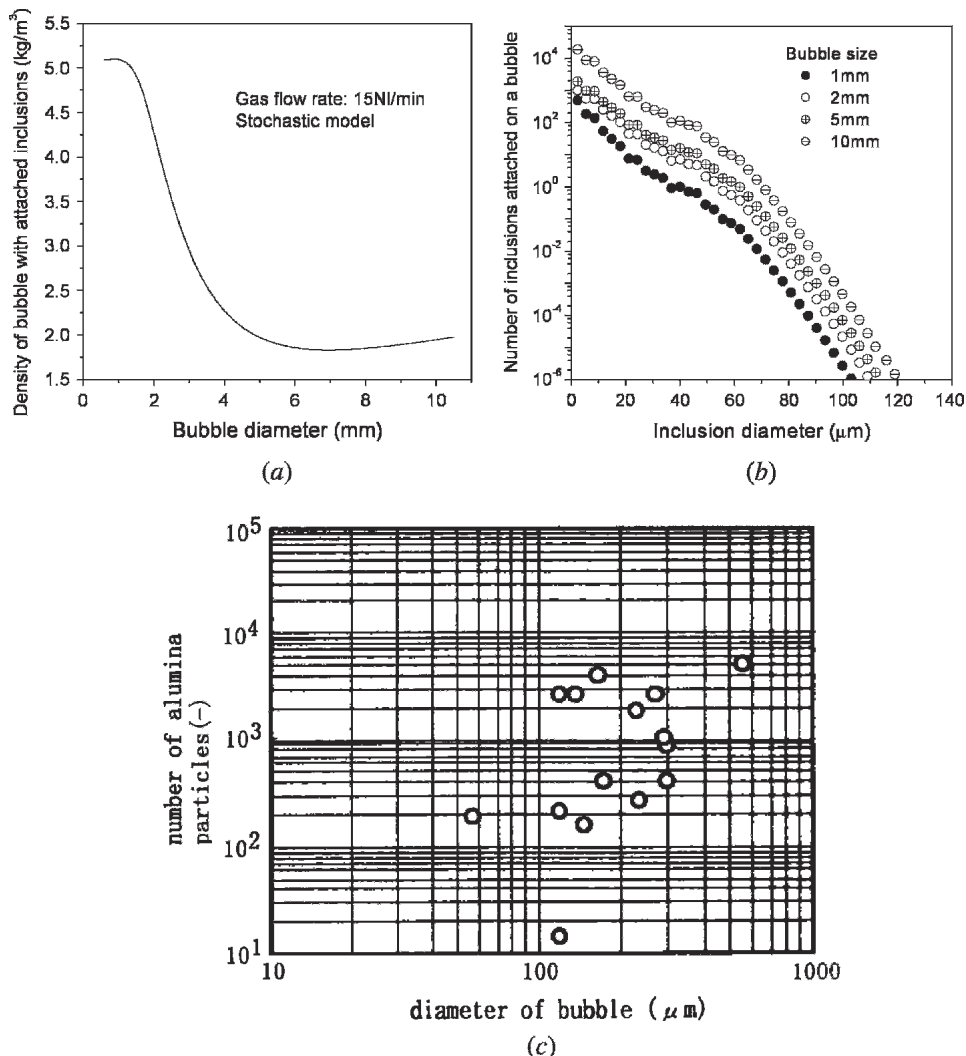 Density of bubble with attached inclusions (kg/m³)
5.5
5.0
4.5
4.0
3.5
3.0
2.5
2.0
1.5
Gas flow rate: 15Nl/min
Stochastic model
0 2 4 6 8 10
Bubble diameter (mm)
(a)
Number of inclusions attached on a bubble
10⁴
10²
10⁰
10⁻²
10⁻⁴
10⁻⁶
Bubble size
1mm
2mm
5mm
10mm
0 20 40 60 80 100 120 140
Inclusion diameter (μm)
(b)
number of alumina
particles(-)
10⁵
10⁴
10³
10²
10¹
10 100 1000
diameter of bubble (μm)
(c)